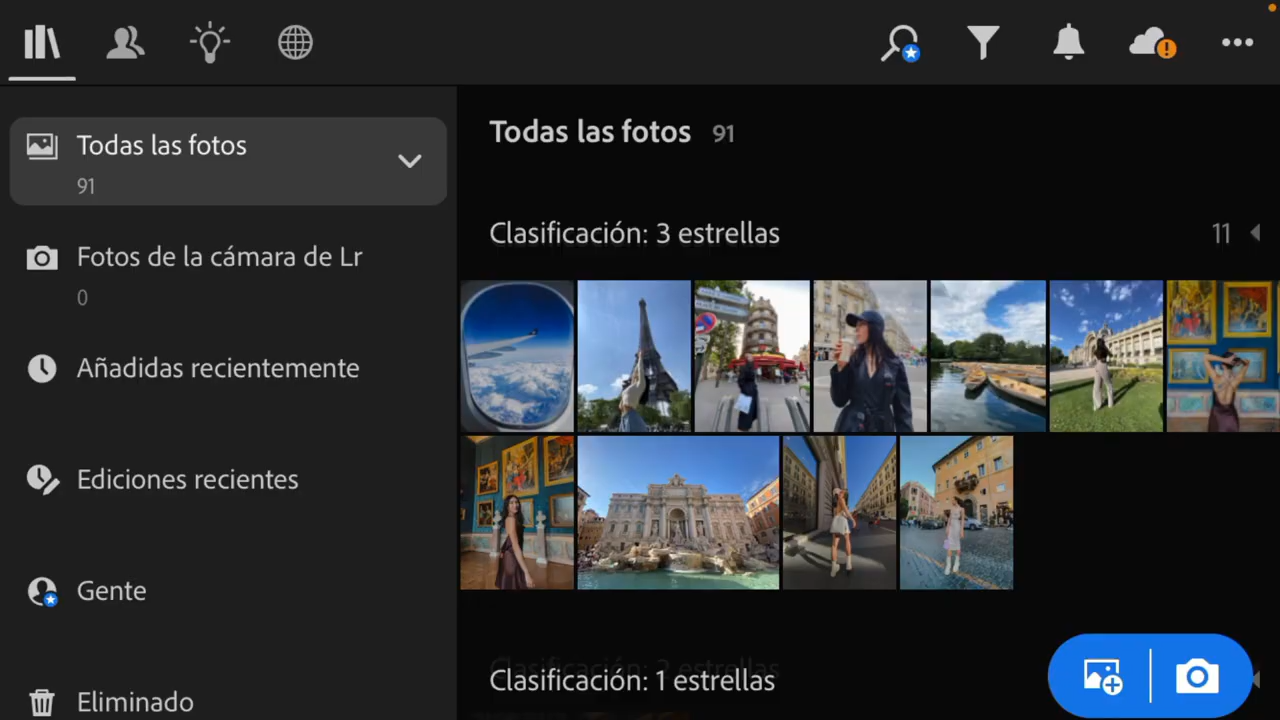 Todas las fotos
91
Fotos de la cámara de Lr
0
Añadidas recientemente
Ediciones recientes
Gente
Eliminado
Todas las fotos 91
Clasificación: 3 estrellas 11
Clasificación: 1 estrellas